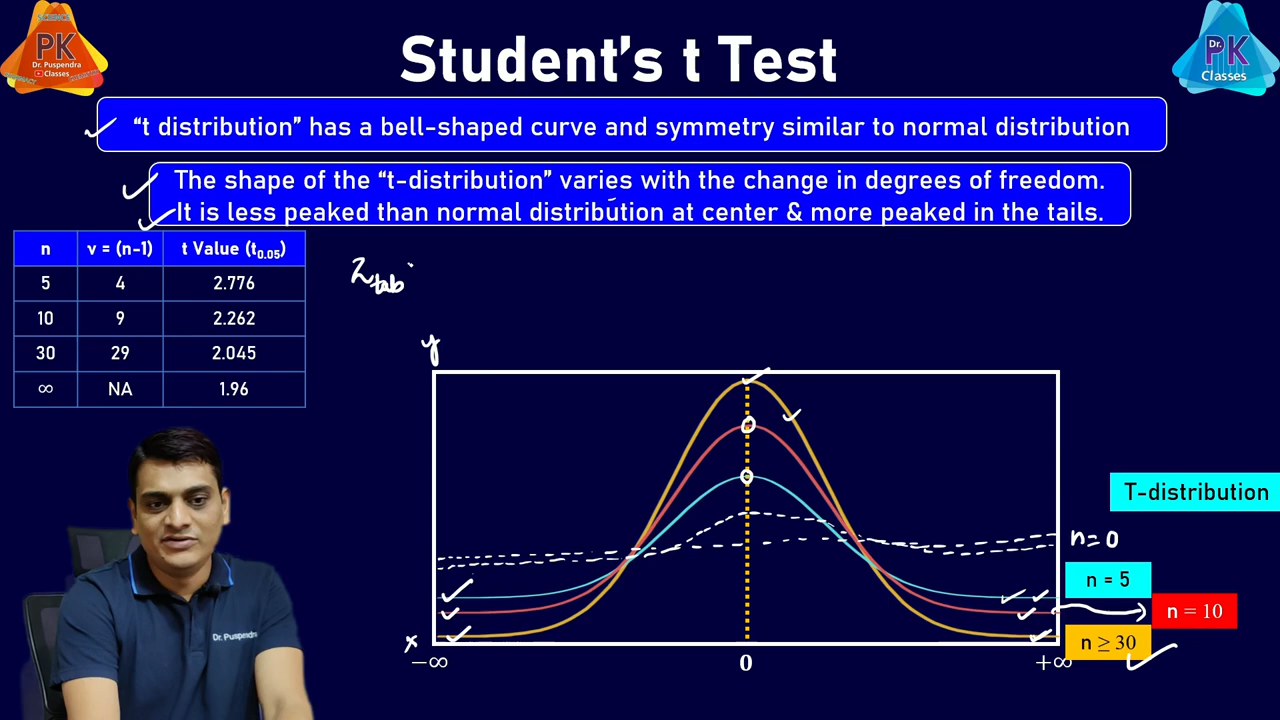 SCIENCE
PK
Dr. Puspendra
Classes
Student's t Test
Dr.
PK
Classes
“t distribution” has a bell-shaped curve and symmetry similar to normal distribution
The shape of the “t-distribution” varies with the change in degrees of freedom.
It is less peaked than normal distribution at center & more peaked in the tails.
n v = (n-1) t Value (t0.05)
5 4 2.776
10 9 2.262
30 29 2.045
∞ NA 1.96
Ztab
y
T-distribution
n=0
n = 5
n = 10
n ≥ 30
x
−∞ 0 +∞
Dr. Puspendra